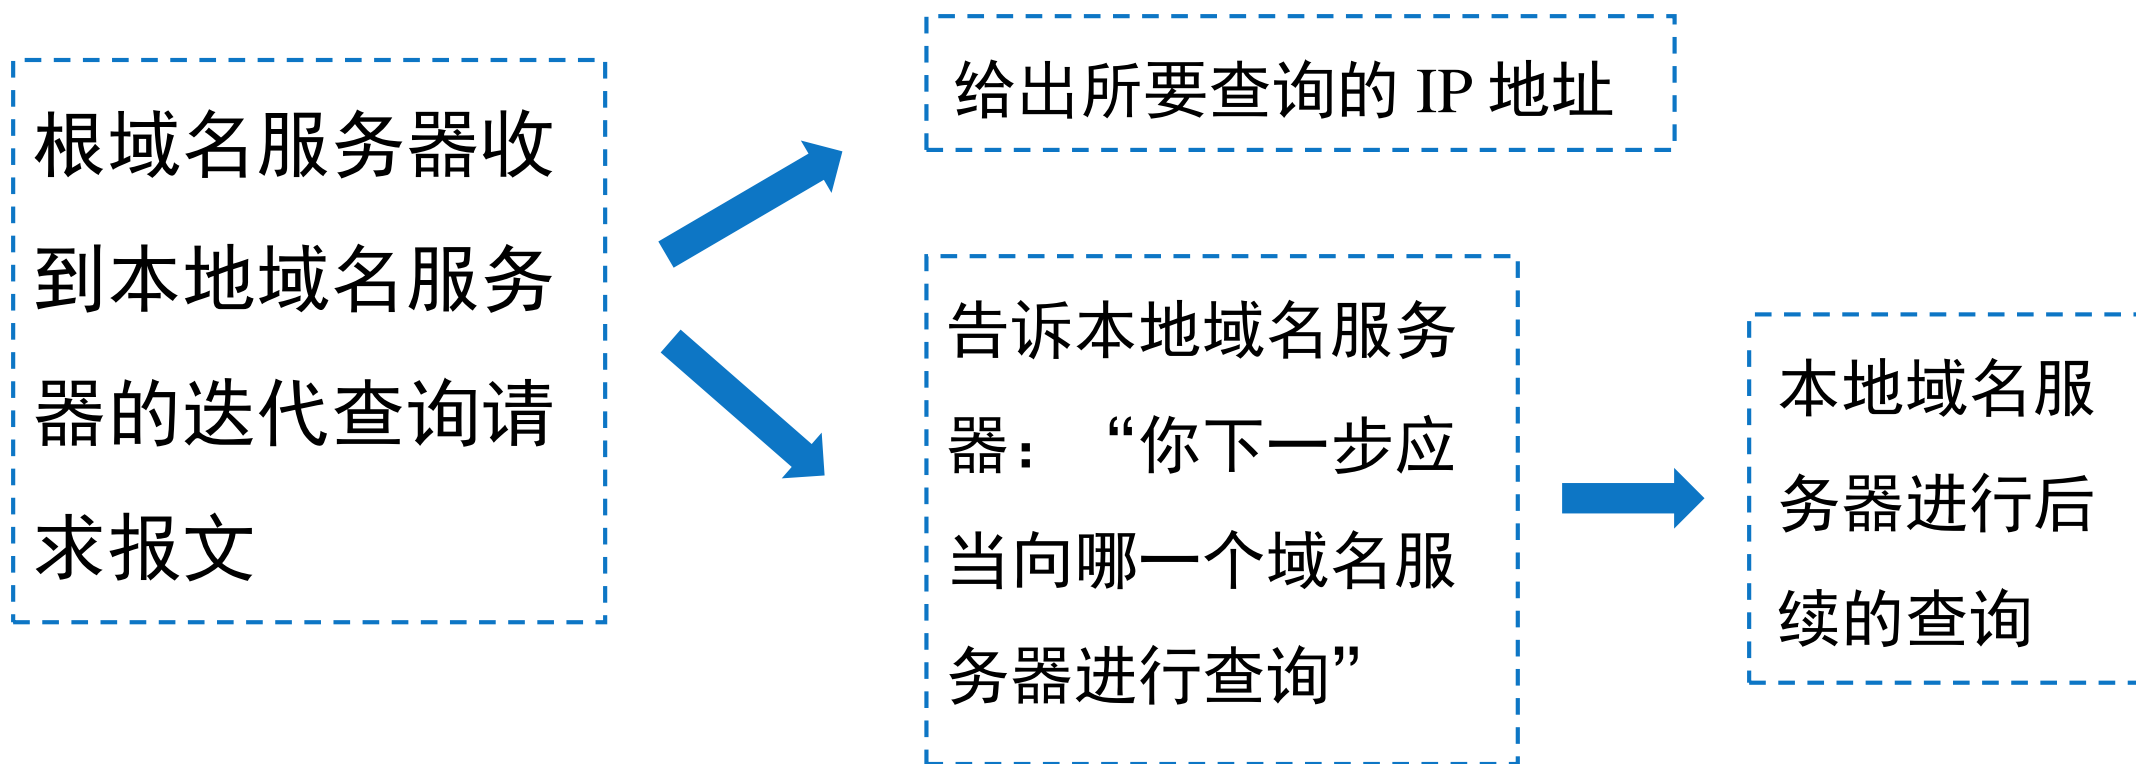 根域名服务器收
到本地域名服务
器的迭代查询请
求报文
给出所要查询的 IP 地址
告诉本地域名服务
器：“你下一步应
当向哪一个域名服
务器进行查询”
本地域名服
务器进行后
续的查询